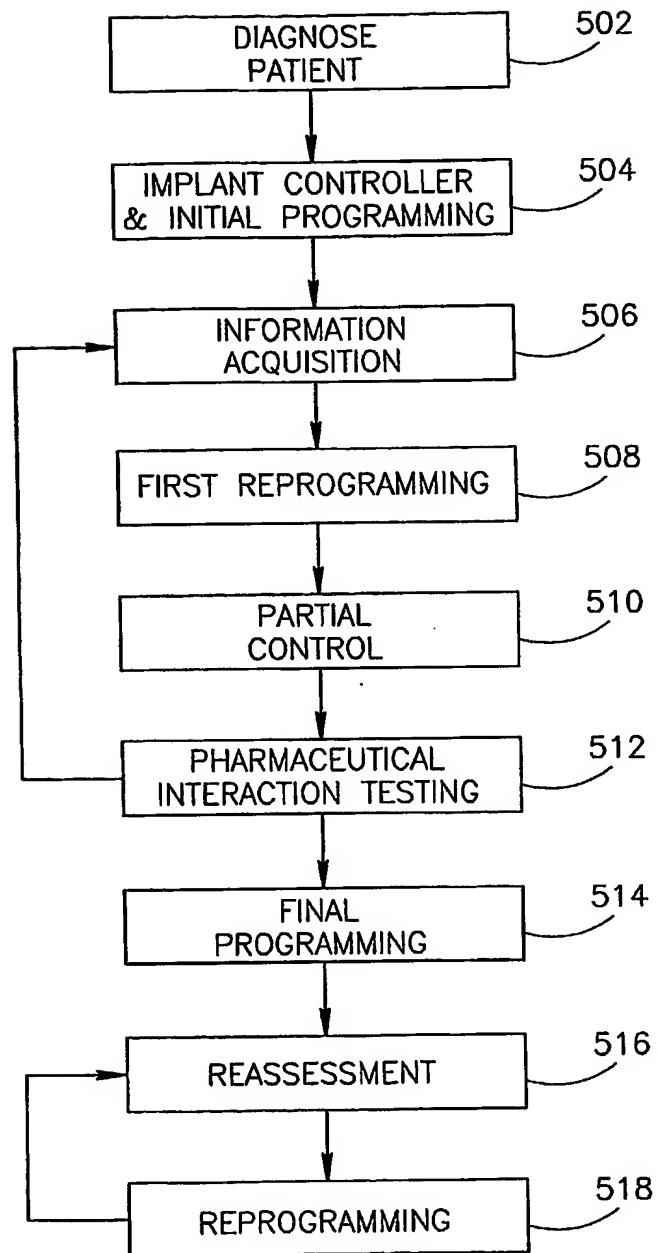 502
DIAGNOSE
PATIENT
504
IMPLANT CONTROLLER
& INITIAL PROGRAMMING
506
INFORMATION
ACQUISITION
508
FIRST REPROGRAMMING
510
PARTIAL
CONTROL
512
PHARMACEUTICAL
INTERACTION TESTING
514
FINAL
PROGRAMMING
516
REASSESSMENT
518
REPROGRAMMING